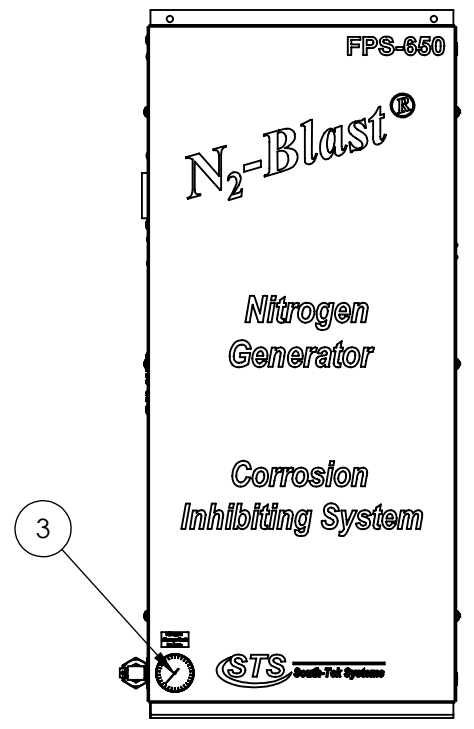 FPS-650
N2-Blast®
Nitrogen
Generator
Corrosion
Inhibiting System
3
STS
South-Tek Systems